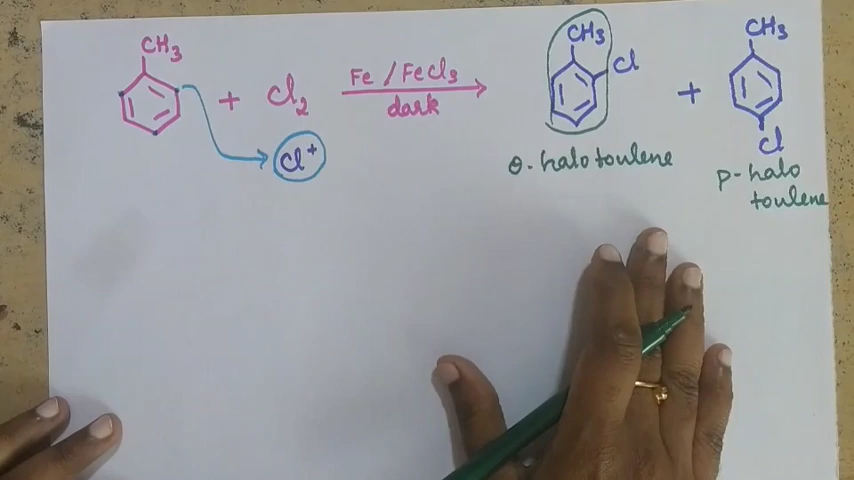 CH3
+ Cl2
Fe / FeCl3
dark
CH3
Cl
+
CH3
Cl
Cl+
o-halo toulene
p-halo
toulene